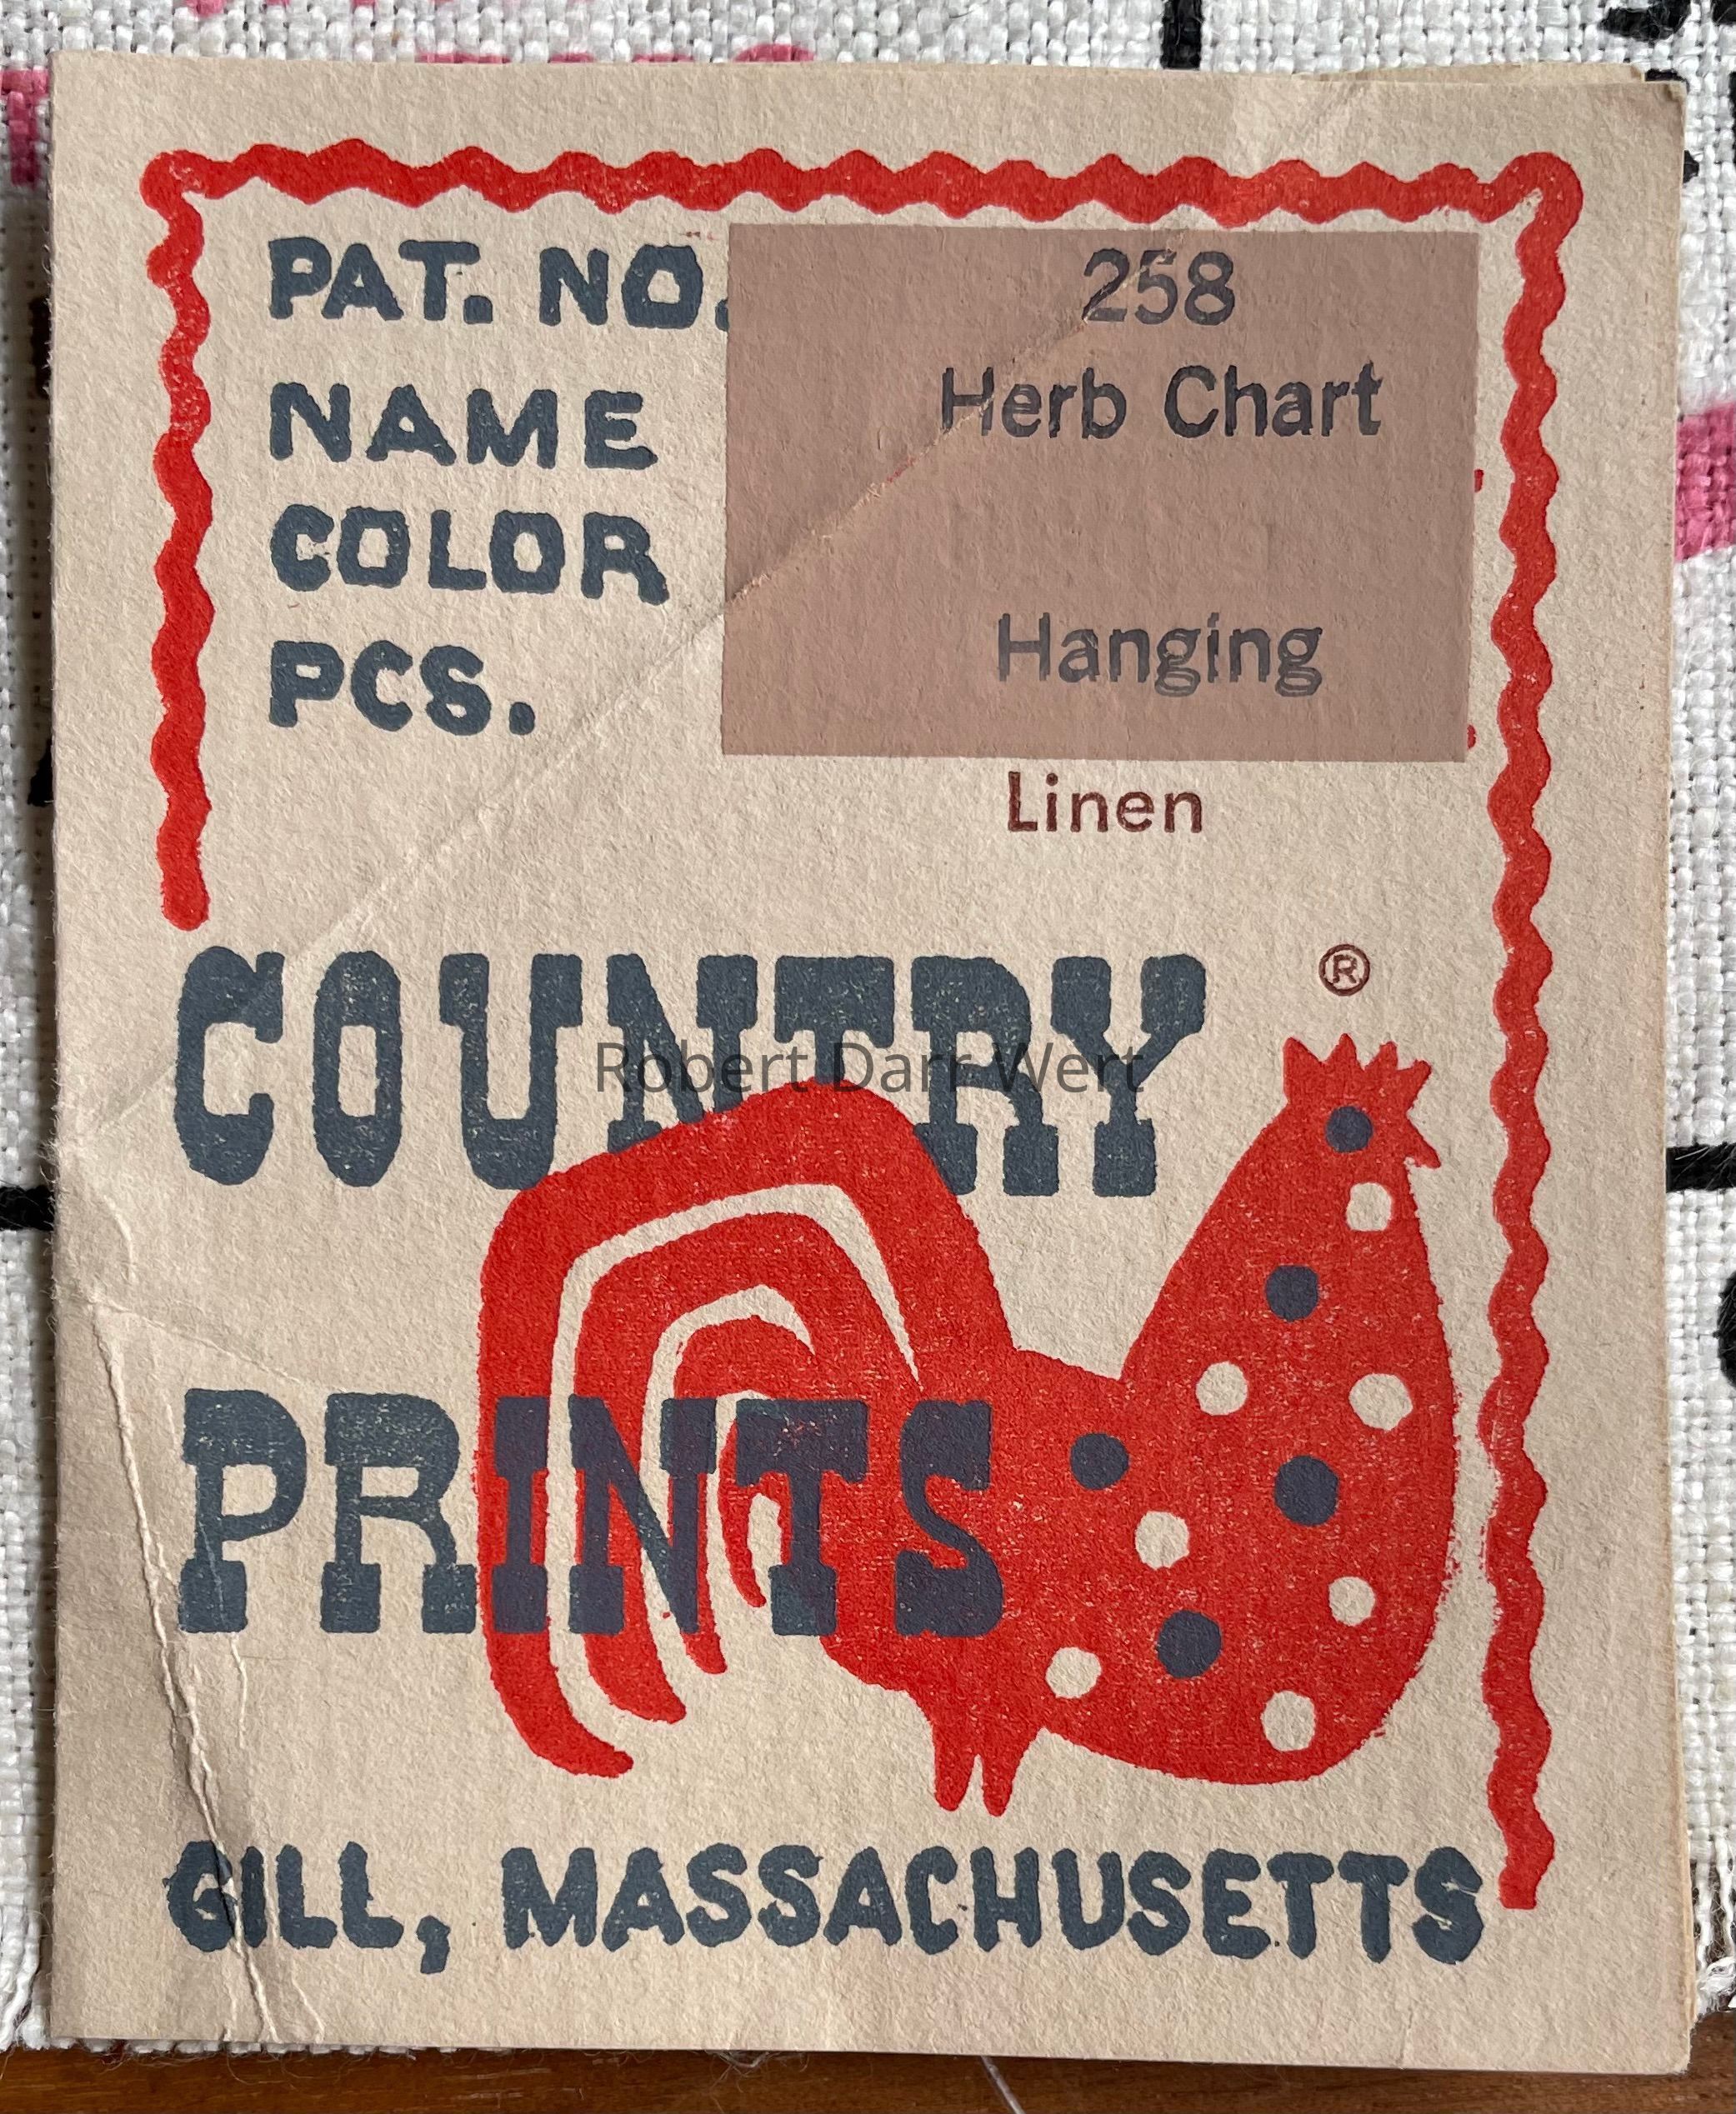 PAT. NO. 258
NAME Herb Chart
COLOR
PCS. Hanging
Linen
COUNTRY ®
Robert Darr Wert
PRINTS
GILL, MASSACHUSETTS